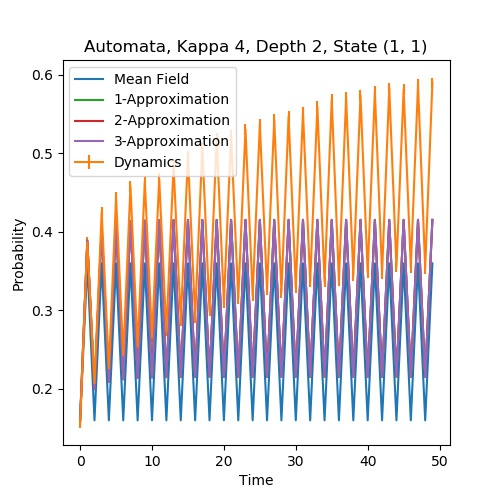 Automata, Kappa 4, Depth 2, State (1, 1)
Mean Field
1-Approximation
2-Approximation
3-Approximation
Dynamics
Probability
0.6
0.5
0.4
0.3
0.2
0 10 20 30 40 50
Time